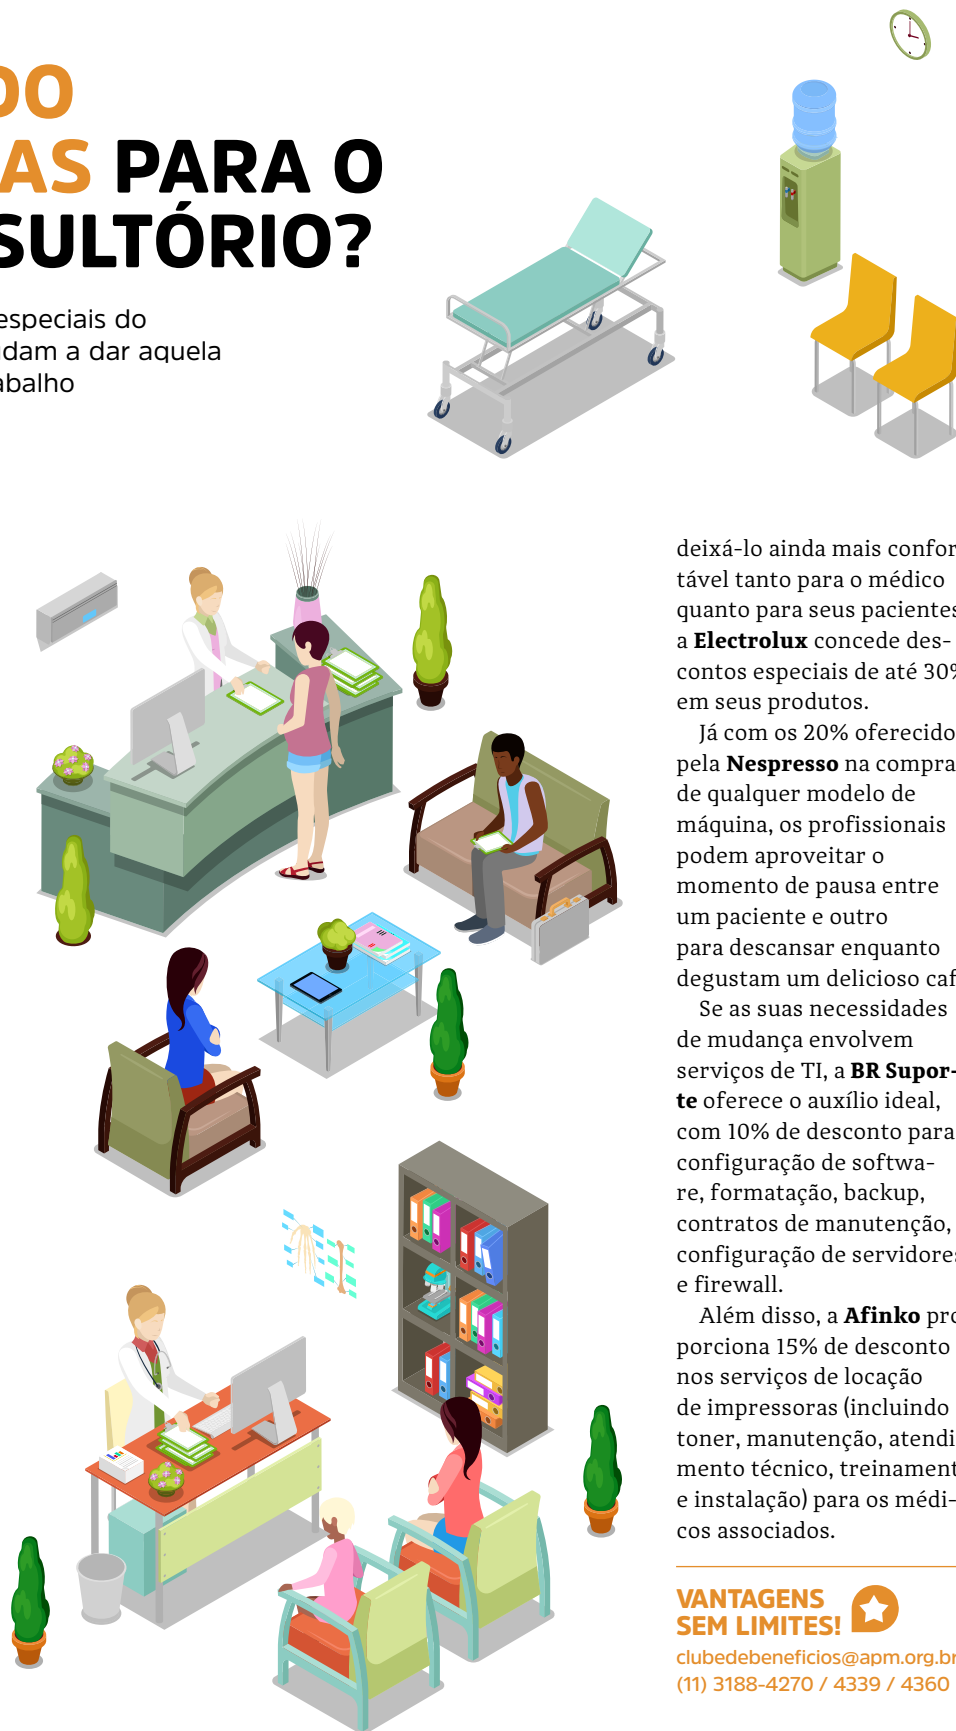 DO
AS PARA O
SULTÓRIO?
especiais do
udam a dar aquela
abalho
deixá-lo ainda mais confor
tável tanto para o médico
quanto para seus pacientes
a Electrolux concede des-
contos especiais de até 30%
em seus produtos.
Já com os 20% oferecido
pela Nespresso na compra
de qualquer modelo de
máquina, os profissionais
podem aproveitar o
momento de pausa entre
um paciente e outro
para descansar enquanto
degustam um delicioso caf
Se as suas necessidades
de mudança envolvem
serviços de TI, a BR Supor-
te oferece o auxílio ideal,
com 10% de desconto para
configuração de softwa-
re, formatação, backup,
contratos de manutenção,
configuração de servidores
e firewall.
Além disso, a Afinko pro
porciona 15% de desconto
nos serviços de locação
de impressoras (incluindo
toner, manutenção, atendi
mento técnico, treinament
e instalação) para os médi-
cos associados.
VANTAGENS
SEM LIMITES!
clubedebeneficios@apm.org.br
(11) 3188-4270 / 4339 / 4360